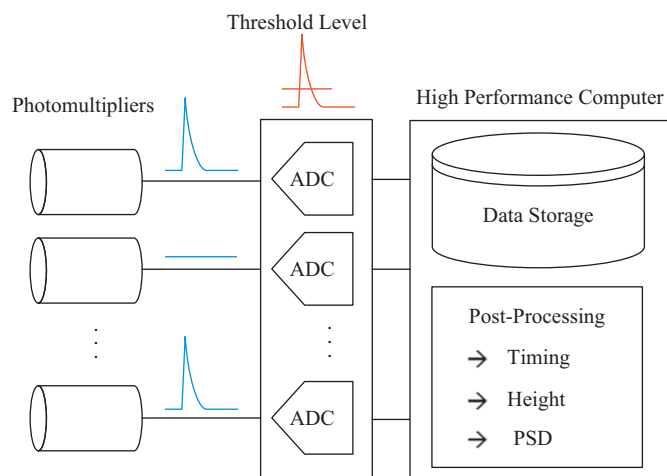 Threshold Level
Photomultipliers
High Performance Computer
ADC
Data Storage
ADC
Post-Processing
→ Timing
→ Height
→ PSD
ADC